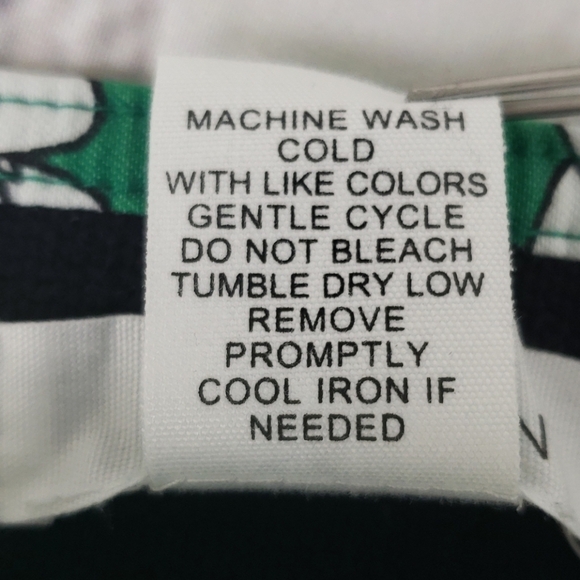 MACHINE WASH
COLD
WITH LIKE COLORS
GENTLE CYCLE
DO NOT BLEACH
TUMBLE DRY LOW
REMOVE
PROMPTLY
COOL IRON IF
NEEDED
N